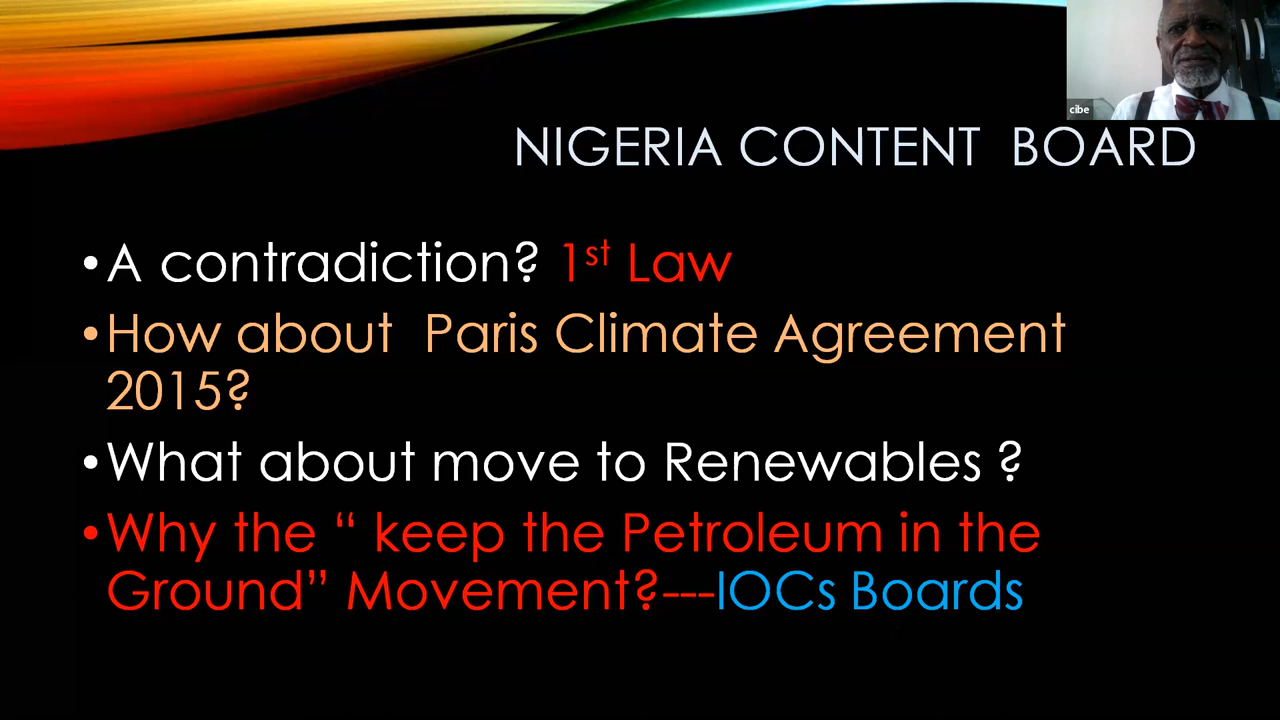 cibe
NIGERIA CONTENT BOARD
•A contradiction? 1st Law
•How about Paris Climate Agreement
2015?
•What about move to Renewables ?
•Why the “ keep the Petroleum in the
Ground” Movement?---IOCs Boards